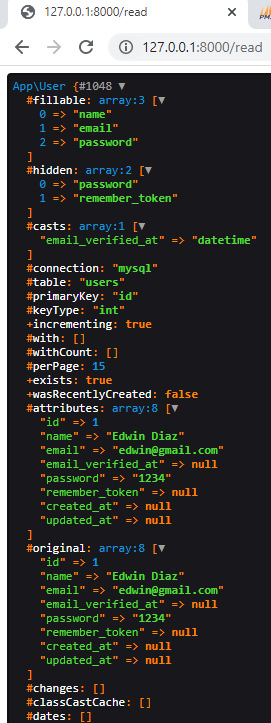 127.0.0.1:8000/read
127.0.0.1:8000/read
App\User {#1048 ▼
#fillable: array:3 [▼
0 => "name"
1 => "email"
2 => "password"
]
#hidden: array:2 [▼
0 => "password"
1 => "remember_token"
]
#casts: array:1 [▼
"email_verified_at" => "datetime"
]
#connection: "mysql"
#table: "users"
#primaryKey: "id"
#keyType: "int"
+incrementing: true
#with: []
#withCount: []
#perPage: 15
+exists: true
+wasRecentlyCreated: false
#attributes: array:8 [▼
"id" => 1
"name" => "Edwin Diaz"
"email" => "edwin@gmail.com"
"email_verified_at" => null
"password" => "1234"
"remember_token" => null
"created_at" => null
"updated_at" => null
]
#original: array:8 [▼
"id" => 1
"name" => "Edwin Diaz"
"email" => "edwin@gmail.com"
"email_verified_at" => null
"password" => "1234"
"remember_token" => null
"created_at" => null
"updated_at" => null
]
#changes: []
#classCastCache: []
#dates: []